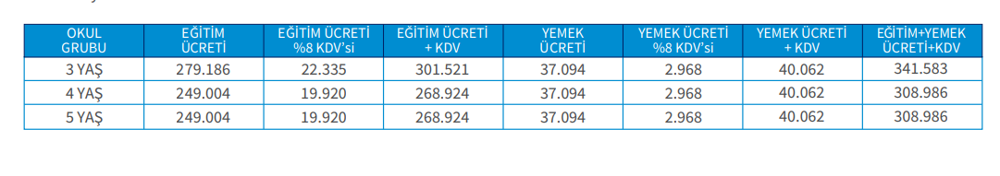 OKUL GRUBU EĞİTİM ÜCRETİ EĞİTİM ÜCRETİ %8 KDV'si EĞİTİM ÜCRETİ + KDV YEMEK ÜCRETİ YEMEK ÜCRETİ %8 KDV'si YEMEK ÜCRETİ + KDV EĞİTİM+YEMEK ÜCRETİ+KDV
3 YAŞ 279.186 22.335 301.521 37.094 2.968 40.062 341.583
4 YAŞ 249.004 19.920 268.924 37.094 2.968 40.062 308.986
5 YAŞ 249.004 19.920 268.924 37.094 2.968 40.062 308.986